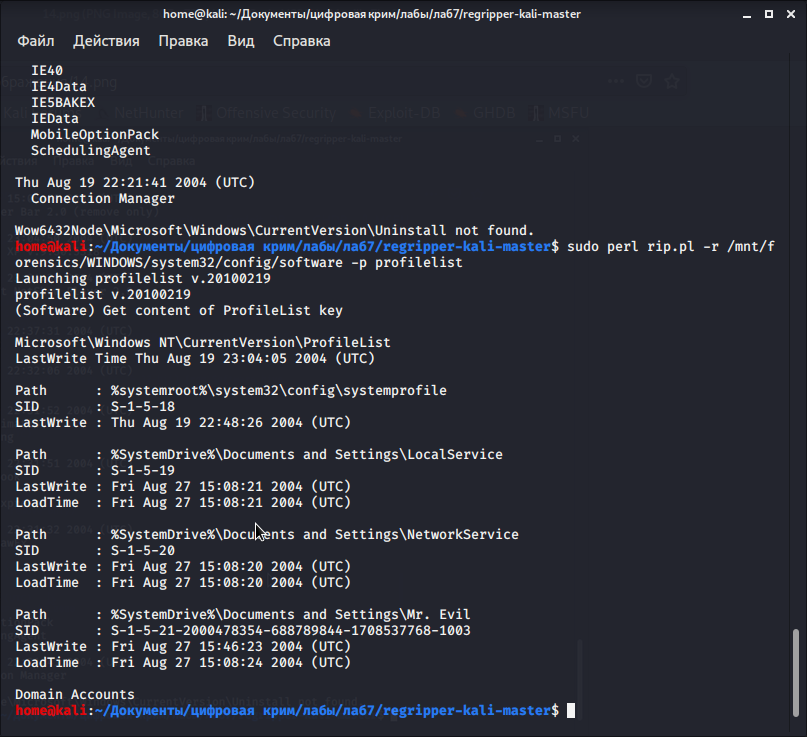 home@kali: ~/Документы/цифровая крим/лабы/лаб7/regripper-kali-master
Файл Действия Правка Вид Справка
IE40
IE4Data
IE5BAKEX
IEData
MobileOptionPack
SchedulingAgent
Thu Aug 19 22:21:41 2004 (UTC)
Connection Manager
Wow6432Node\Microsoft\Windows\CurrentVersion\Uninstall not found.
home@kali:~/Документы/цифровая крим/лабы/лаб7/regripper-kali-master$ sudo perl rip.pl -r /mnt/f
orensics/WINDOWS/system32/config/software -p profilelist
Launching profilelist v.20100219
profilelist v.20100219
(Software) Get content of ProfileList key
Microsoft\Windows NT\CurrentVersion\ProfileList
LastWrite Time Thu Aug 19 23:04:05 2004 (UTC)
Path : %systemroot%\system32\config\systemprofile
SID : S-1-5-18
LastWrite : Thu Aug 19 22:48:26 2004 (UTC)
Path : %SystemDrive%\Documents and Settings\LocalService
SID : S-1-5-19
LastWrite : Fri Aug 27 15:08:21 2004 (UTC)
LoadTime : Fri Aug 27 15:08:21 2004 (UTC)
Path : %SystemDrive%\Documents and Settings\NetworkService
SID : S-1-5-20
LastWrite : Fri Aug 27 15:08:20 2004 (UTC)
LoadTime : Fri Aug 27 15:08:20 2004 (UTC)
Path : %SystemDrive%\Documents and Settings\Mr. Evil
SID : S-1-5-21-2000478354-688789844-1708537768-1003
LastWrite : Fri Aug 27 15:46:23 2004 (UTC)
LoadTime : Fri Aug 27 15:08:24 2004 (UTC)
Domain Accounts
home@kali:~/Документы/цифровая крим/лабы/лаб7/regripper-kali-master$